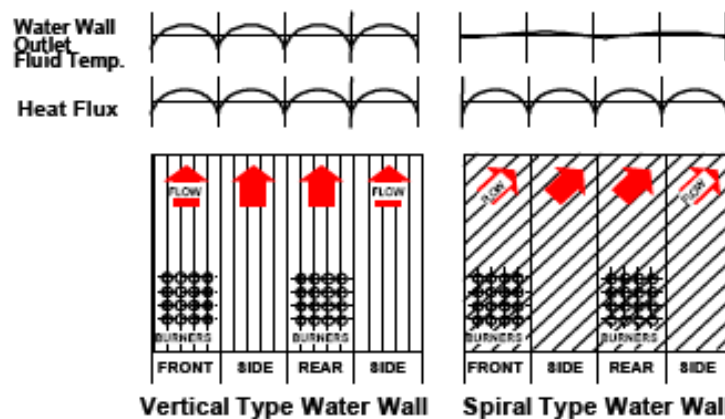 Water Wall
Outlet
Fluid Temp.
Heat Flux
FLOW
FLOW
FLOW
FLOW
BURNERS
BURNERS
BURNERS
BURNERS
FRONT
SIDE
REAR
SIDE
FRONT
SIDE
REAR
SIDE
Vertical Type Water Wall
Spiral Type Water Wal